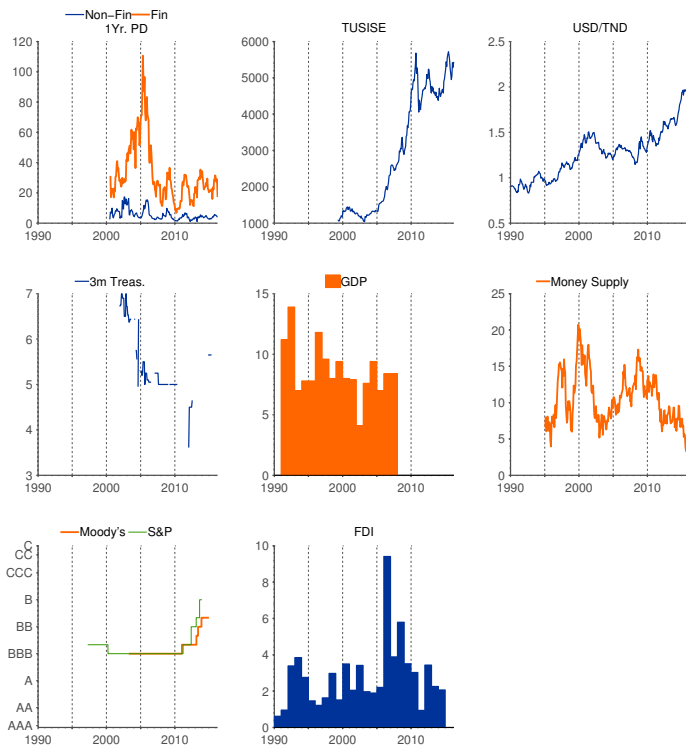 Non−Fin Fin
1Yr. PD
TUSISE
USD/TND
120
100
80
60
40
20
0
1990 2000 2010
6000
5000
4000
3000
2000
1000
1990 2000 2010
2.5
2
1.5
1
0.5
1990 2000 2010
3m Treas.
GDP
Money Supply
7
6
5
4
3
1990 2000 2010
15
10
5
0
1990 2000 2010
25
20
15
10
5
0
1990 2000 2010
Moody's S&P
FDI
C
CC
CCC
B
BB
BBB
A
AA
AAA
1990 2000 2010
10
8
6
4
2
0
1990 2000 2010